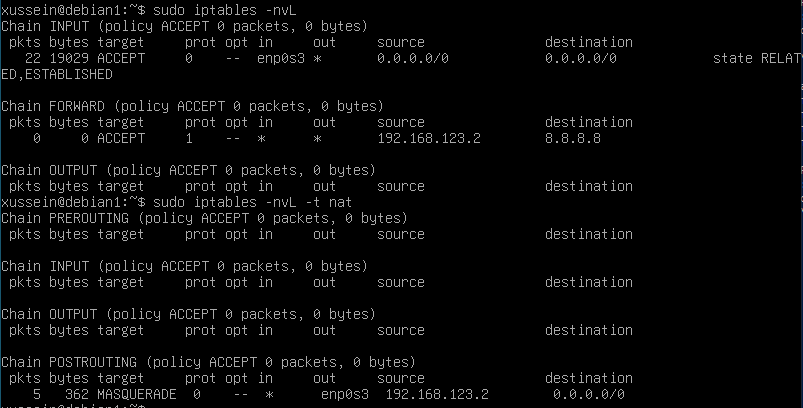 xussein@debian1:~$ sudo iptables -nvL
Chain INPUT (policy ACCEPT 0 packets, 0 bytes)
 pkts bytes target     prot opt in     out     source               destination
   22 19029 ACCEPT     0    --  enp0s3 *       0.0.0.0/0            0.0.0.0/0            state RELAT
ED,ESTABLISHED

Chain FORWARD (policy ACCEPT 0 packets, 0 bytes)
 pkts bytes target     prot opt in     out     source               destination
    0     0 ACCEPT     1    --  *      *       192.168.123.2        8.8.8.8

Chain OUTPUT (policy ACCEPT 0 packets, 0 bytes)
 pkts bytes target     prot opt in     out     source               destination
xussein@debian1:~$ sudo iptables -nvL -t nat
Chain PREROUTING (policy ACCEPT 0 packets, 0 bytes)
 pkts bytes target     prot opt in     out     source               destination

Chain INPUT (policy ACCEPT 0 packets, 0 bytes)
 pkts bytes target     prot opt in     out     source               destination

Chain OUTPUT (policy ACCEPT 0 packets, 0 bytes)
 pkts bytes target     prot opt in     out     source               destination

Chain POSTROUTING (policy ACCEPT 0 packets, 0 bytes)
 pkts bytes target     prot opt in     out     source               destination
    5   362 MASQUERADE  0    --  *      enp0s3  192.168.123.2        0.0.0.0/0
xussein@debian1:~$